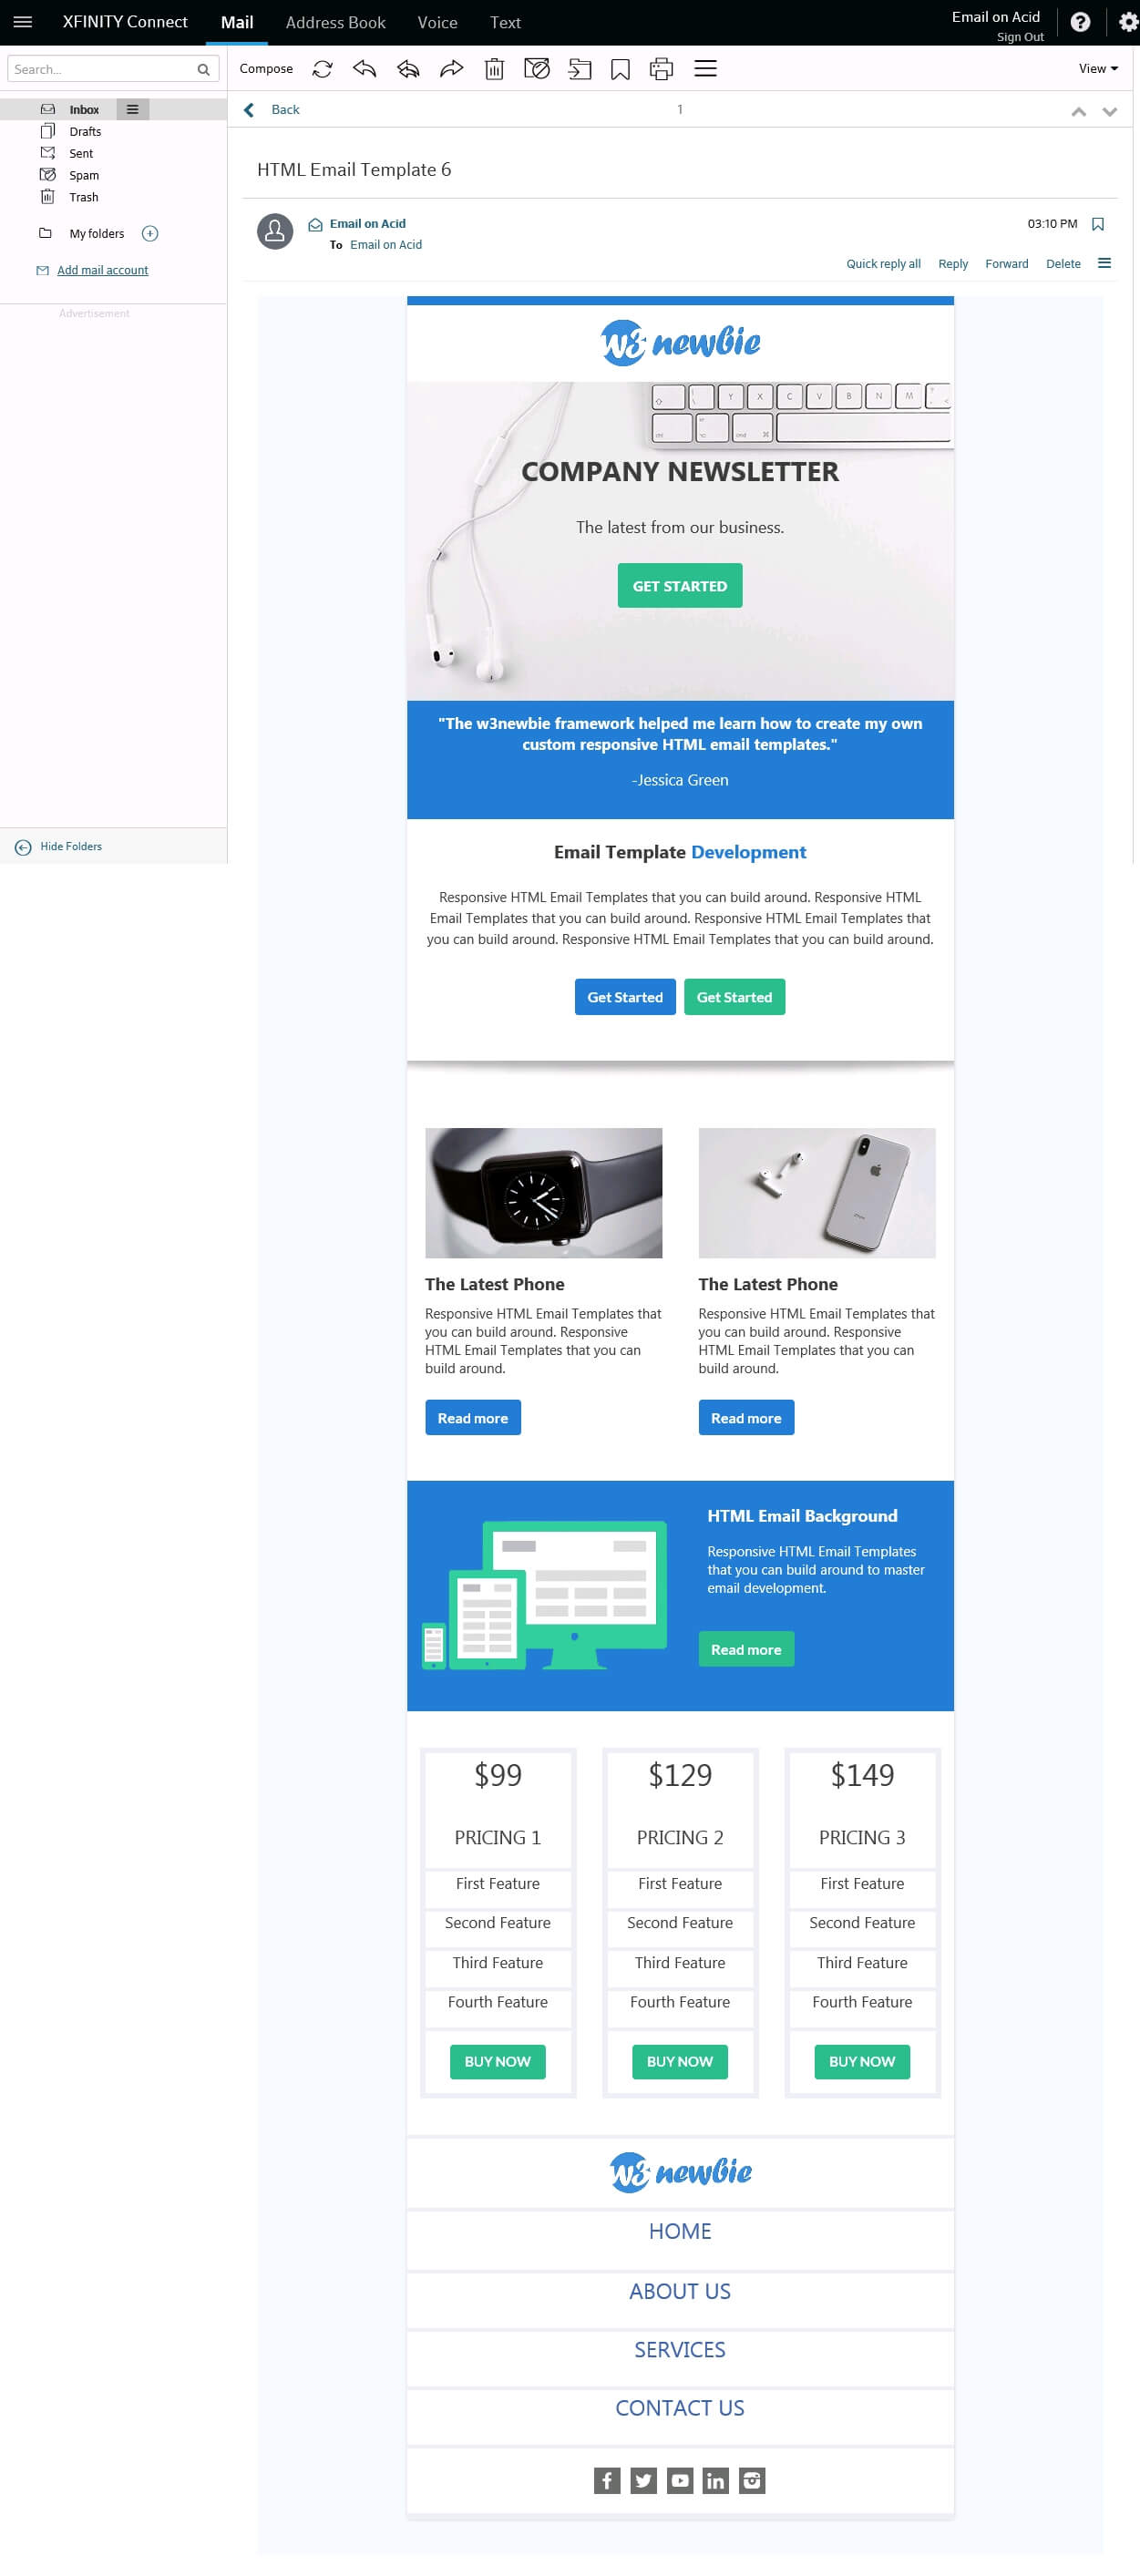 XFINITY Connect
Mail
Address Book
Voice
Text
Email on Acid
Sign Out
Search...
Compose
View
Inbox
Drafts
Sent
Spam
Trash
My folders
Add mail account
Advertisement
Hide Folders
Back
1
HTML Email Template 6
Email on Acid
03:10 PM
To Email on Acid
Quick reply all
Reply
Forward
Delete
w3 newbie
Z X C V B N M
COMPANY NEWSLETTER
The latest from our business.
GET STARTED
"The w3newbie framework helped me learn how to create my own
custom responsive HTML email templates."
-Jessica Green
Email Template Development
Responsive HTML Email Templates that you can build around. Responsive HTML
Email Templates that you can build around. Responsive HTML Email Templates that
you can build around. Responsive HTML Email Templates that you can build around.
Get Started
Get Started
The Latest Phone
Responsive HTML Email Templates that
you can build around. Responsive
HTML Email Templates that you can
build around.
Read more
The Latest Phone
Responsive HTML Email Templates that
you can build around. Responsive
HTML Email Templates that you can
build around.
Read more
HTML Email Background
Responsive HTML Email Templates
that you can build around to master
email development.
Read more
$99
PRICING 1
First Feature
Second Feature
Third Feature
Fourth Feature
BUY NOW
$129
PRICING 2
First Feature
Second Feature
Third Feature
Fourth Feature
BUY NOW
$149
PRICING 3
First Feature
Second Feature
Third Feature
Fourth Feature
BUY NOW
w3 newbie
HOME
ABOUT US
SERVICES
CONTACT US